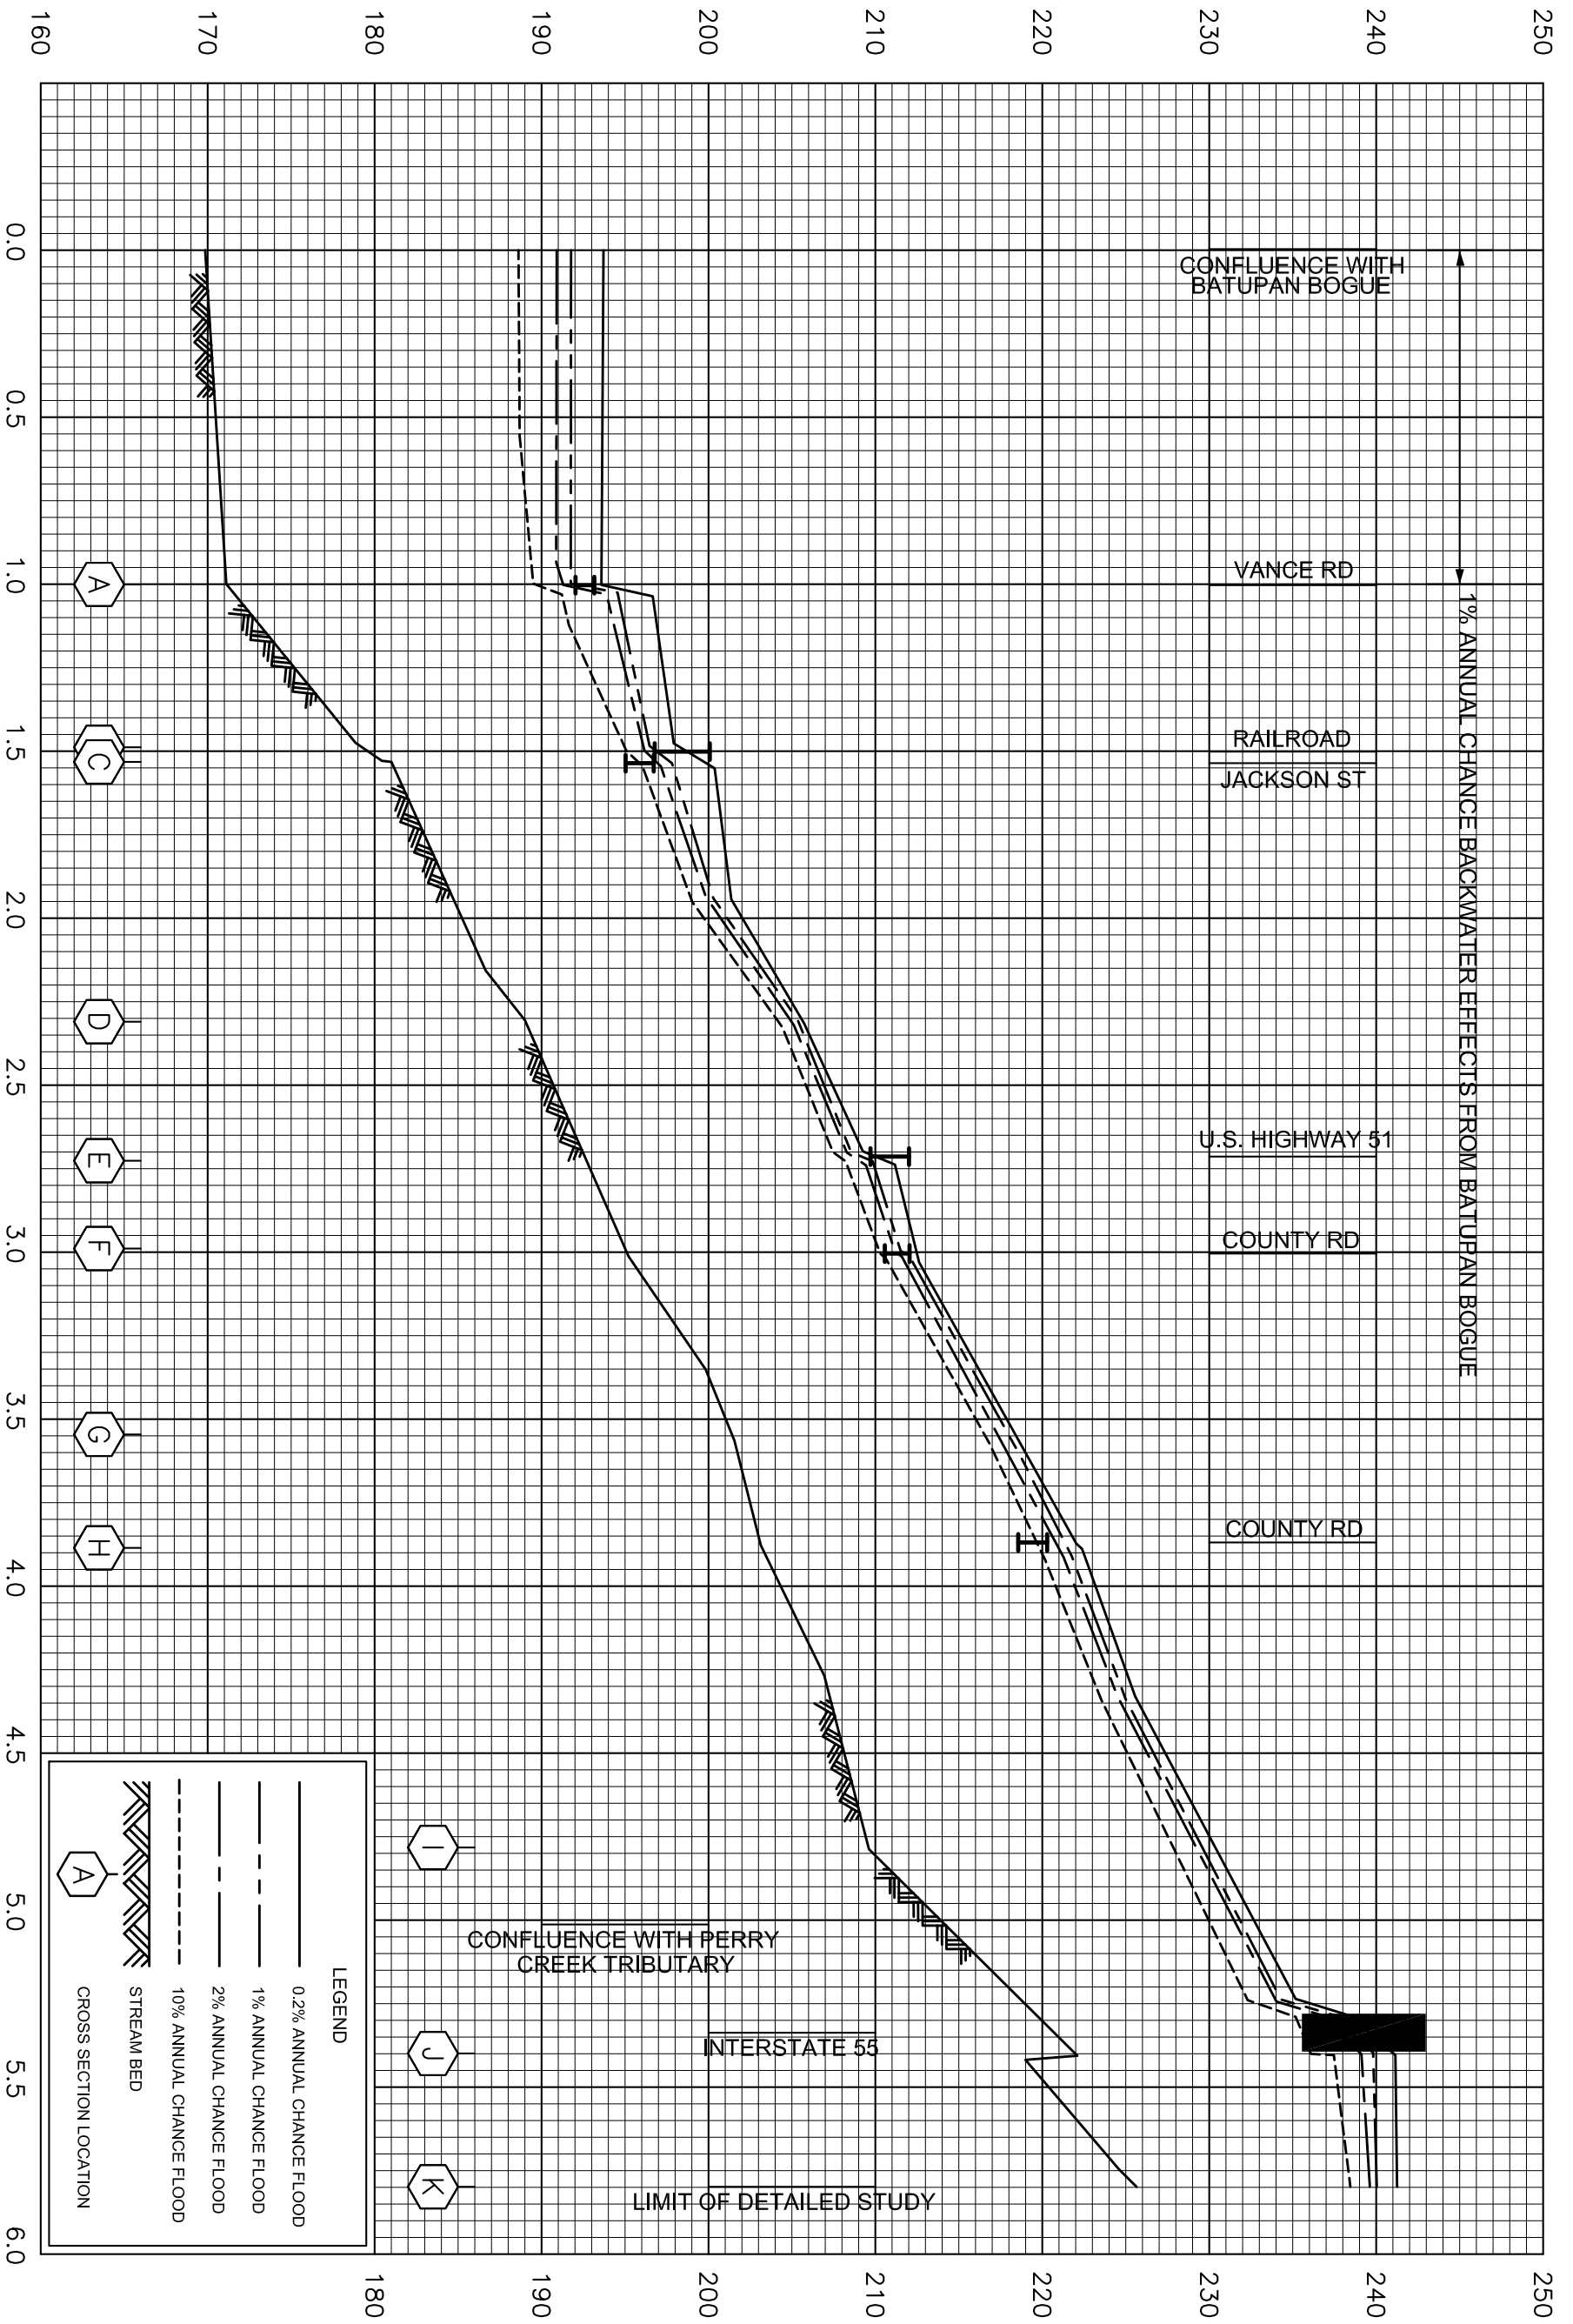 160
170
180
190
200
210
220
230
240
250
0.0
0.5
1.0
1.5
2.0
2.5
3.0
3.5
4.0
4.5
5.0
5.5
6.0
CONFLUENCE WITH
BATUPAN BOGUE
VANCE RD
RAILROAD
JACKSON ST
U.S. HIGHWAY 51
COUNTY RD
COUNTY RD
CONFLUENCE WITH PERRY
CREEK TRIBUTARY
INTERSTATE 55
LIMIT OF DETAILED STUDY
1% ANNUAL CHANCE BACKWATER EFFECTS FROM BATUPAN BOGUE
A
C
D
E
F
G
H
I
J
K
LEGEND
0.2% ANNUAL CHANCE FLOOD
1% ANNUAL CHANCE FLOOD
2% ANNUAL CHANCE FLOOD
10% ANNUAL CHANCE FLOOD
STREAM BED
A
CROSS SECTION LOCATION
180
190
200
210
220
230
240
250